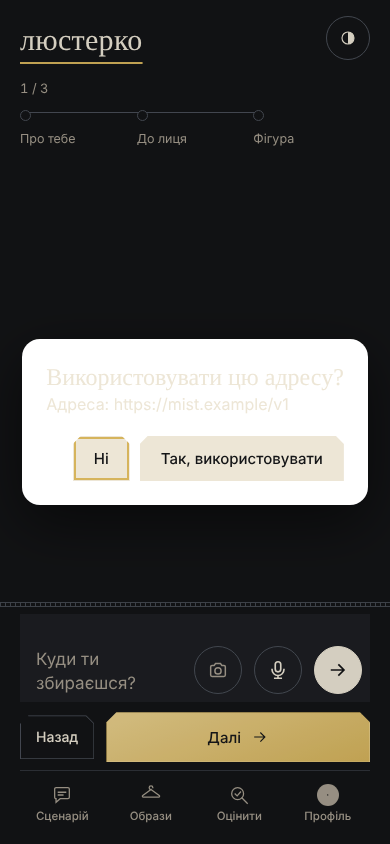 люстерко
1 / 3
Про тебе
До лиця
Фігура
Використовувати цю адресу?
Адреса: https://mist.example/v1
Ні
Так, використовувати
Куди ти
збираєшся?
Назад
Далі →
Сценарій
Образи
Оцінити
Профіль